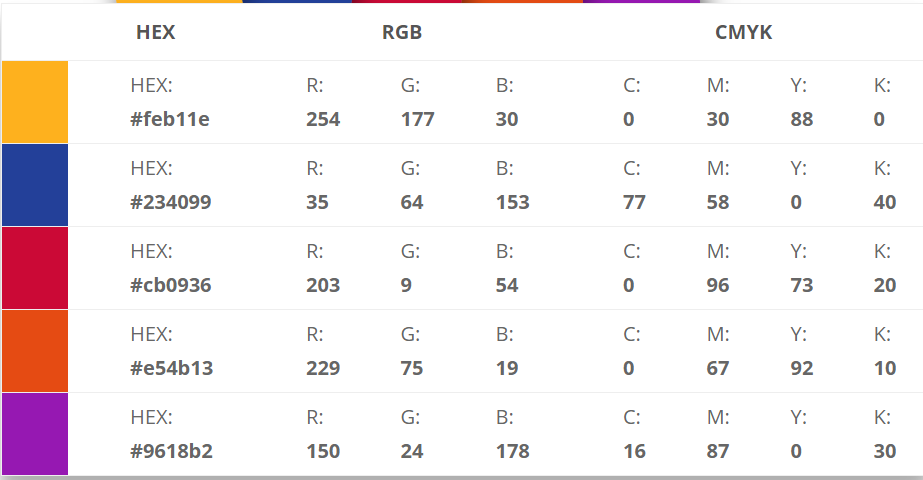 HEX RGB CMYK
HEX: R: G: B: C: M: Y: K:
#feb11e 254 177 30 0 30 88 0
HEX: R: G: B: C: M: Y: K:
#234099 35 64 153 77 58 0 40
HEX: R: G: B: C: M: Y: K:
#cb0936 203 9 54 0 96 73 20
HEX: R: G: B: C: M: Y: K:
#e54b13 229 75 19 0 67 92 10
HEX: R: G: B: C: M: Y: K:
#9618b2 150 24 178 16 87 0 30